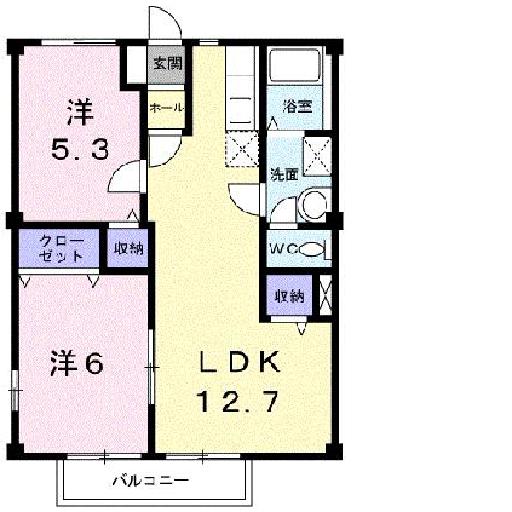 玄関
洋
5.3
ホール
浴室
洗面
クローゼット
収納
WC
収納
洋6
LDK
12.7
バルコニー